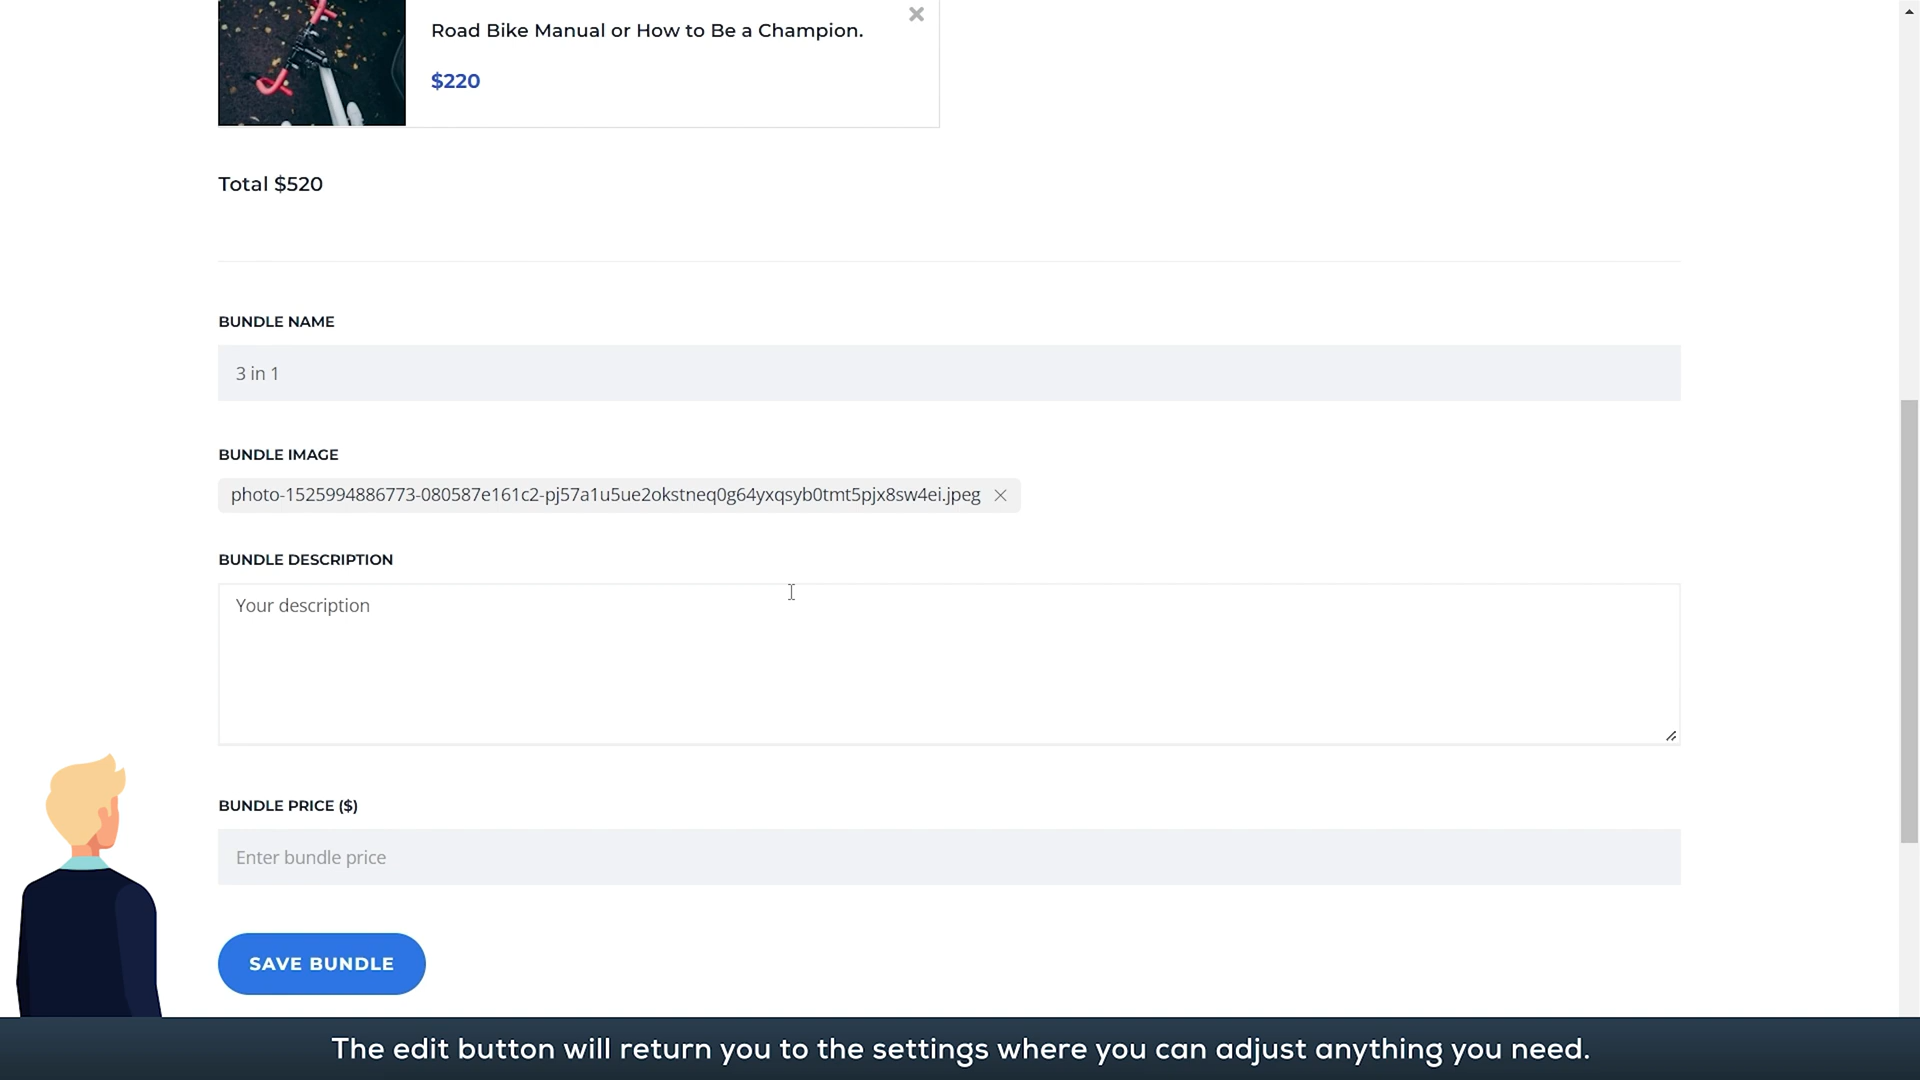 Road Bike Manual or How to Be a Champion.
$220
Total $520
BUNDLE NAME
3 in 1
BUNDLE IMAGE
photo-1525994886773-080587e161c2-pj57a1u5ue2okstneq0g64yxqsyb0tmt5pjx8sw4ei.jpeg
BUNDLE DESCRIPTION
Your description
BUNDLE PRICE ($)
Enter bundle price
SAVE BUNDLE
The edit button will return you to the settings where you can adjust anything you need.